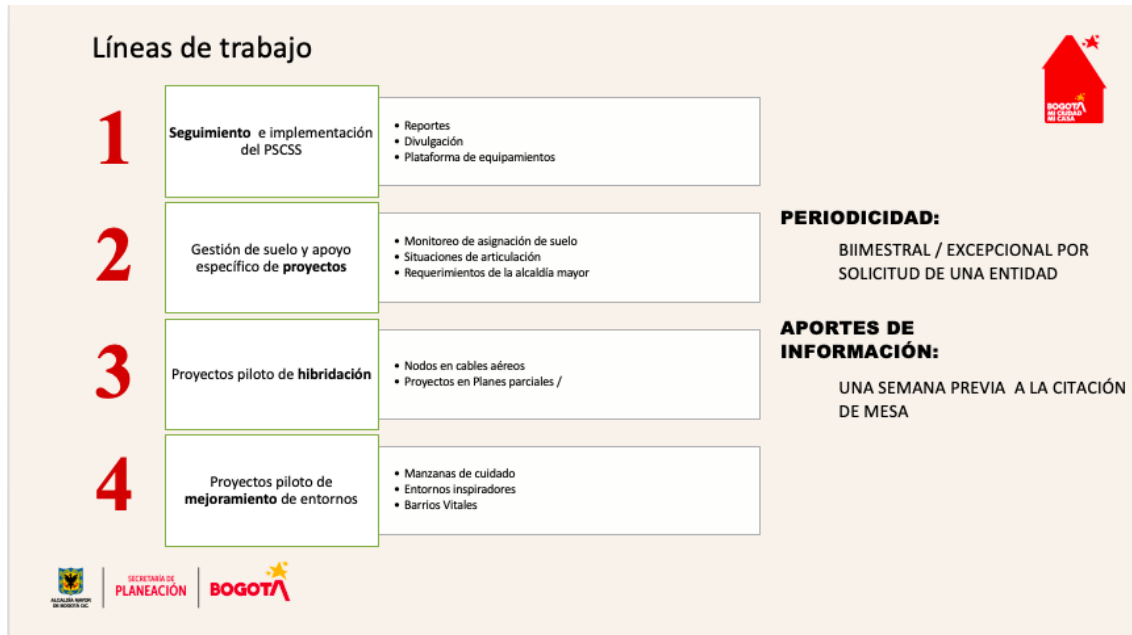 Líneas de trabajo
BOGOTÁ
MI CIUDAD
MI CASA
1
Seguimiento e implementación
del PSCSS
• Reportes
• Divulgación
• Plataforma de equipamientos
2
Gestión de suelo y apoyo
específico de proyectos
• Monitoreo de asignación de suelo
• Situaciones de articulación
• Requerimientos de la alcaldía mayor
3
Proyectos piloto de hibridación
• Nodos en cables aéreos
• Proyectos en Planes parciales /
4
Proyectos piloto de
mejoramiento de entornos
• Manzanas de cuidado
• Entornos inspiradores
• Barrios Vitales
PERIODICIDAD:
BIIMESTRAL / EXCEPCIONAL POR
SOLICITUD DE UNA ENTIDAD
APORTES DE
INFORMACIÓN:
UNA SEMANA PREVIA A LA CITACIÓN
DE MESA
ALCALDÍA MAYOR
DE BOGOTÁ D.C.
SECRETARÍA DE
PLANEACIÓN
BOGOTÁ